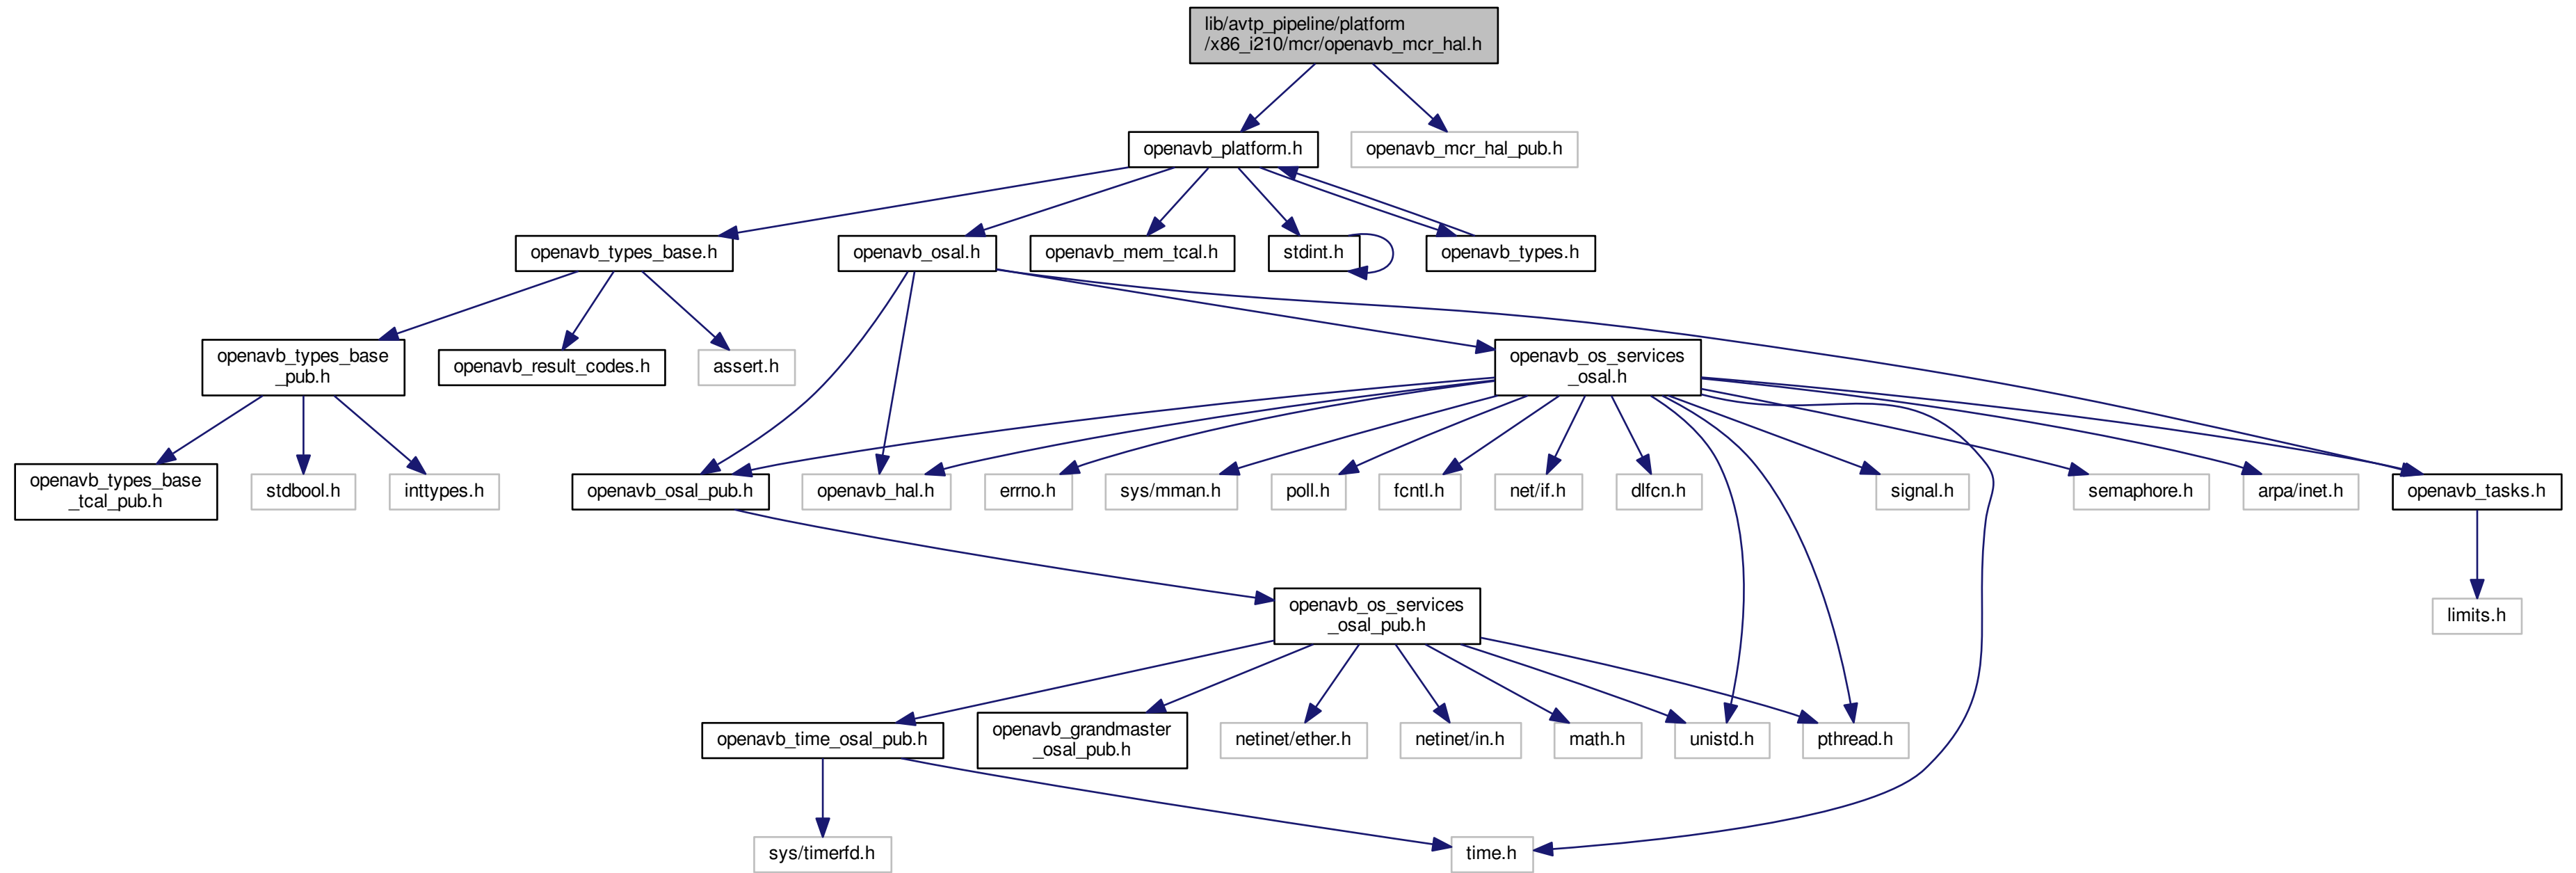 lib/avtp_pipeline/platform
/x86_i210/mcr/openavb_mcr_hal.h
openavb_platform.h
openavb_mcr_hal_pub.h
openavb_types_base.h
openavb_osal.h
openavb_mem_tcal.h
stdint.h
openavb_types.h
openavb_types_base
_pub.h
openavb_result_codes.h
assert.h
openavb_os_services
_osal.h
openavb_types_base
_tcal_pub.h
stdbool.h
inttypes.h
openavb_osal_pub.h
openavb_hal.h
errno.h
sys/mman.h
poll.h
fcntl.h
net/if.h
dlfcn.h
signal.h
semaphore.h
arpa/inet.h
openavb_tasks.h
openavb_os_services
_osal_pub.h
limits.h
openavb_time_osal_pub.h
openavb_grandmaster
_osal_pub.h
netinet/ether.h
netinet/in.h
math.h
unistd.h
pthread.h
sys/timerfd.h
time.h